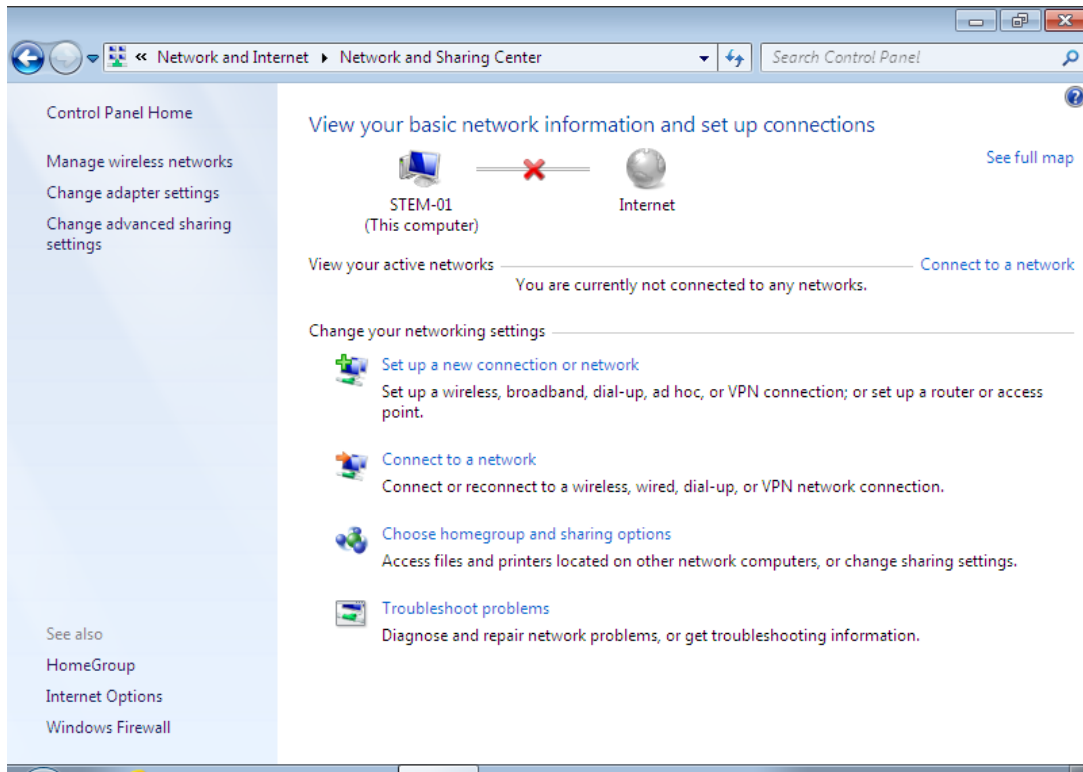 « Network and Internet ▸ Network and Sharing Center
Search Control Panel
Control Panel Home
Manage wireless networks
Change adapter settings
Change advanced sharing
settings
See also
HomeGroup
Internet Options
Windows Firewall
View your basic network information and set up connections
See full map
STEM-01
(This computer)
Internet
View your active networks
Connect to a network
You are currently not connected to any networks.
Change your networking settings
Set up a new connection or network
Set up a wireless, broadband, dial-up, ad hoc, or VPN connection; or set up a router or access
point.
Connect to a network
Connect or reconnect to a wireless, wired, dial-up, or VPN network connection.
Choose homegroup and sharing options
Access files and printers located on other network computers, or change sharing settings.
Troubleshoot problems
Diagnose and repair network problems, or get troubleshooting information.